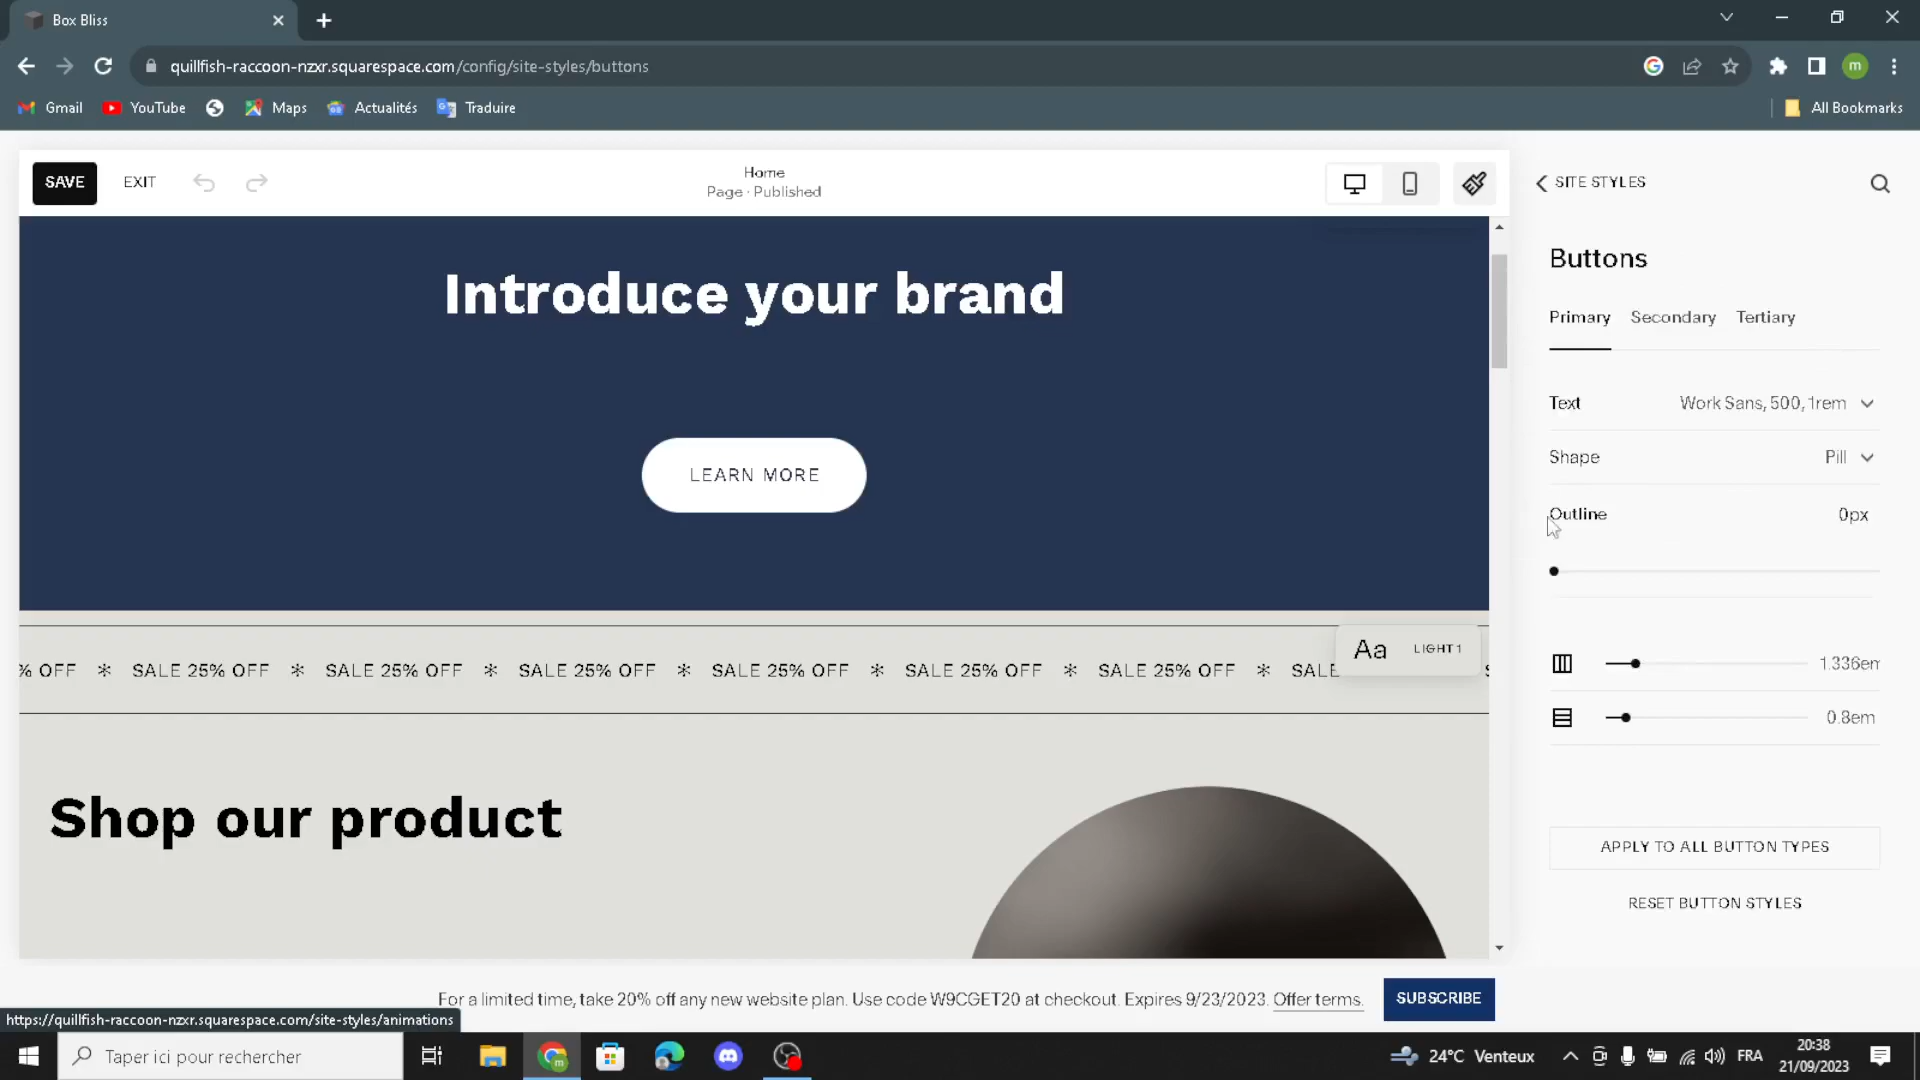 Box Bliss
quillfish-raccoon-nzxr.squarespace.com/config/site-styles/buttons
m
Gmail YouTube Maps Actualités Traduire All Bookmarks
SAVE EXIT
Home
Page · Published
SITE STYLES
Introduce your brand
LEARN MORE
Buttons
Primary Secondary Tertiary
Text Work Sans, 500, 1rem
Shape Pill
Outline 0px
1.336em
0.8em
APPLY TO ALL BUTTON TYPES
RESET BUTTON STYLES
% OFF * SALE 25% OFF * SALE 25% OFF * SALE 25% OFF * SALE 25% OFF * SALE 25% OFF * SALE 25% OFF * SALE
Aa LIGHT 1
Shop our product
For a limited time, take 20% off any new website plan. Use code W9CGET20 at checkout. Expires 9/23/2023. Offer terms.
SUBSCRIBE
https://quillfish-raccoon-nzxr.squarespace.com/site-styles/animations
Taper ici pour rechercher
24°C Venteux
FRA
20:38
21/09/2023